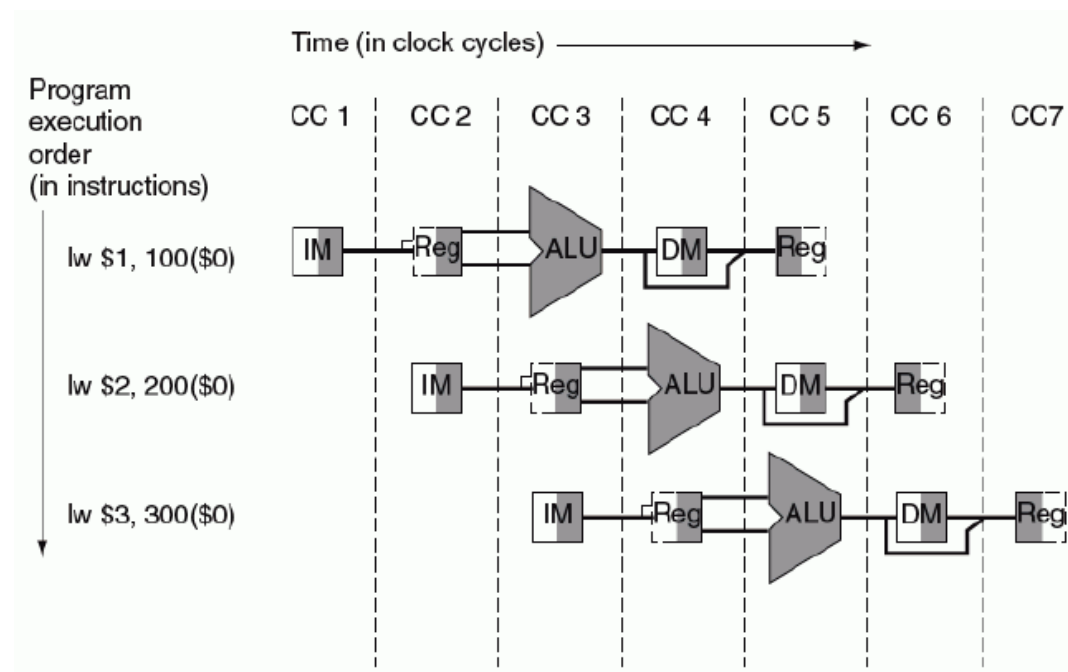 Time (in clock cycles)
Program
execution
order
(in instructions)
CC 1 CC 2 CC 3 CC 4 CC 5 CC 6 CC7
lw $1, 100($0) IM Reg ALU DM Reg
lw $2, 200($0) IM Reg ALU DM Reg
lw $3, 300($0) IM Reg ALU DM Reg